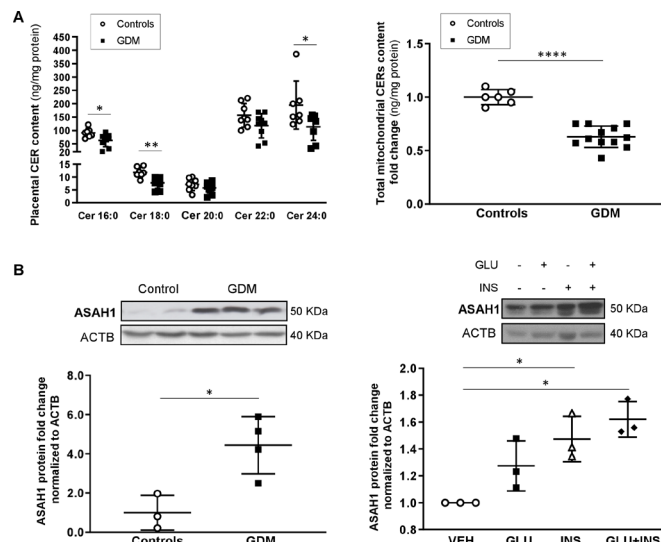 A
Controls
GDM
Placental CER content (ng/mg protein)
450
400
350
300
250
200
150
100
50
20
15
10
5
0
*
**
*
Cer 16:0 Cer 18:0 Cer 20:0 Cer 22:0 Cer 24:0
Controls
GDM
Total mitochondrial CERs content
fold change (ng/mg protein)
1.5
1.0
0.5
0.0
****
Controls GDM
B
Control GDM
ASAH1 50 KDa
ACTB 40 KDa
ASAH1 protein fold change
normalized to ACTB
8.0
6.0
4.0
2.0
0.0
*
Controls GDM
GLU - + - +
INS - - + +
ASAH1 50 KDa
ACTB 40 KDa
ASAH1 protein fold change
normalized to ACTB
2.0
1.8
1.6
1.4
1.2
1.0
0.8
*
*
VEH GLU INS GLU+INS